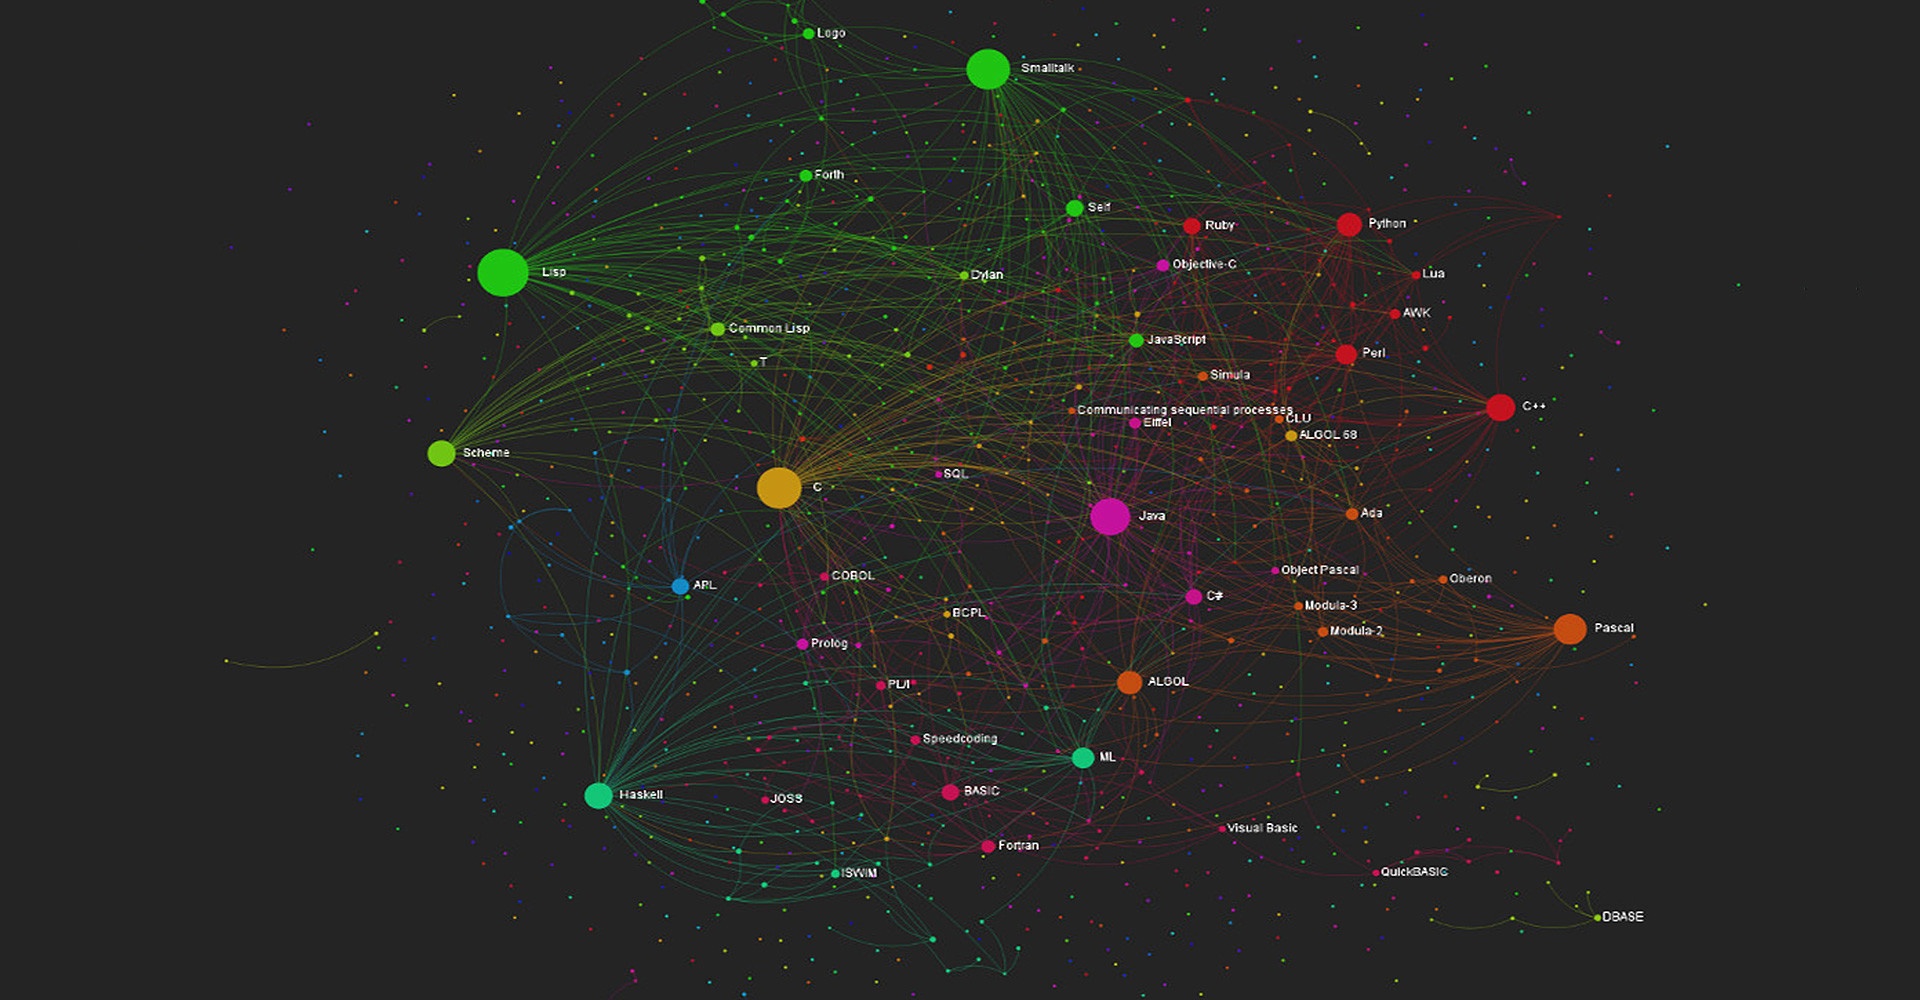 Logo
Smalltalk
Forth
Self
Ruby
Python
Objective-C
Lisp
Dylan
Lua
AWK
Common Lisp
JavaScript
Perl
T
Simula
Communicating sequential processes
C++
CLU
Eiffel
ALGOL 68
Scheme
SQL
C
Java
Ada
Object Pascal
COBOL
Oberon
APL
C#
Modula-3
BCPL
Pascal
Modula-2
Prolog
ALGOL
PL/I
Speedcoding
ML
BASIC
Haskell
JOSS
Visual Basic
Fortran
QuickBASIC
ISWIM
DBASE